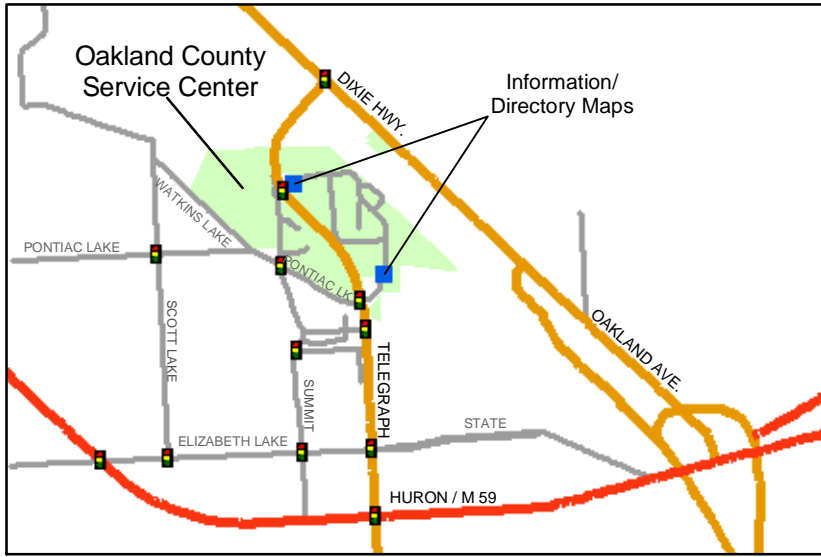 Oakland County
Service Center
Information/
Directory Maps
DIXIE HWY.
WATKINS LAKE
PONTIAC LAKE
PONTIAC LK
SCOTT LAKE
OAKLAND AVE.
TELEGRAPH
SUMMIT
ELIZABETH LAKE
STATE
HURON / M 59